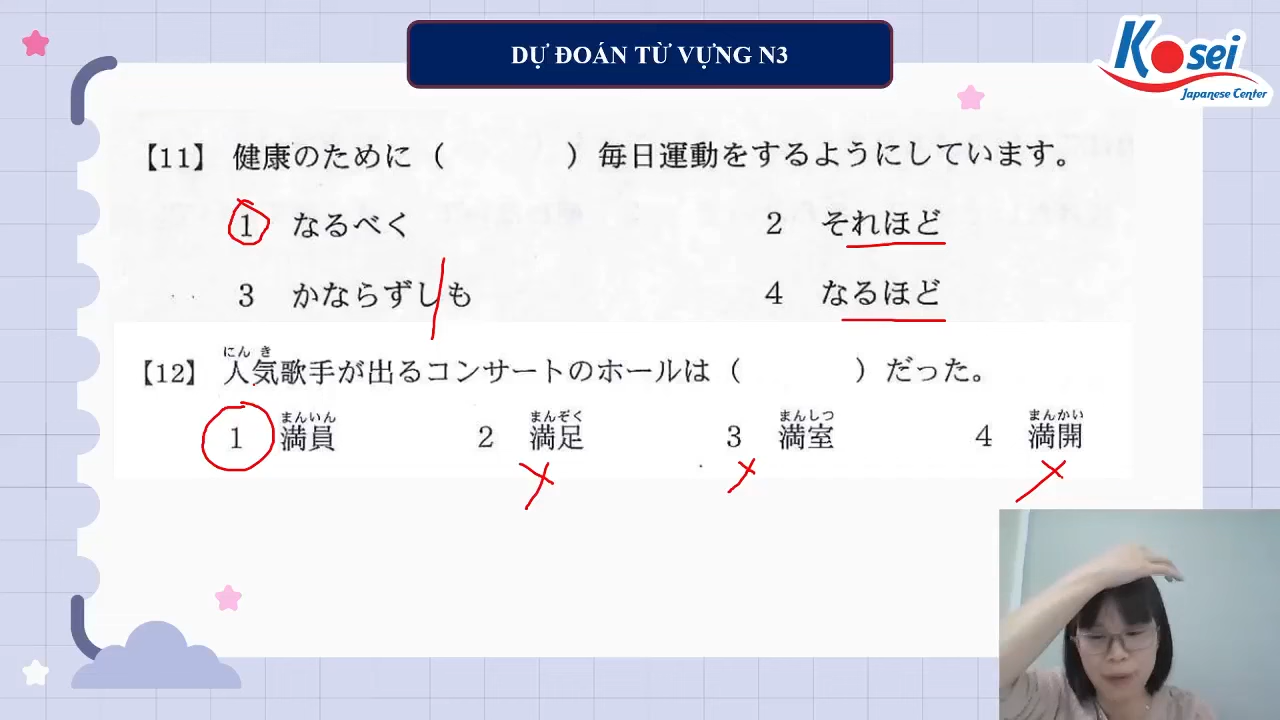 DỰ ĐOÁN TỪ VỰNG N3
Kosei
Japanese Center
【11】 健康のために（　　　　）毎日運動をするようにしています。
1 なるべく 2 それほど
3 かならずしも 4 なるほど
にん き
【12】 人気歌手が出るコンサートのホールは（　　　　）だった。
まんいん まんぞく まんしつ まんかい
1 満員 2 満足 3 満室 4 満開